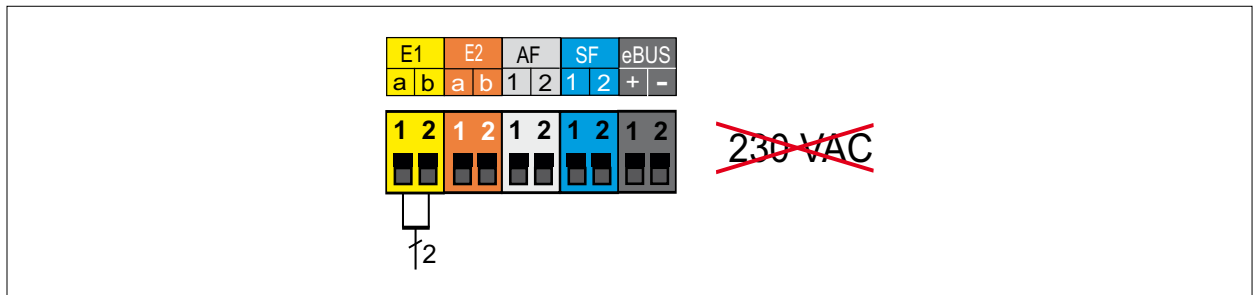 E1 E2 AF SF eBUS
a b a b 1 2 1 2 + -
1 2 1 2 1 2 1 2 1 2
230 VAC
2